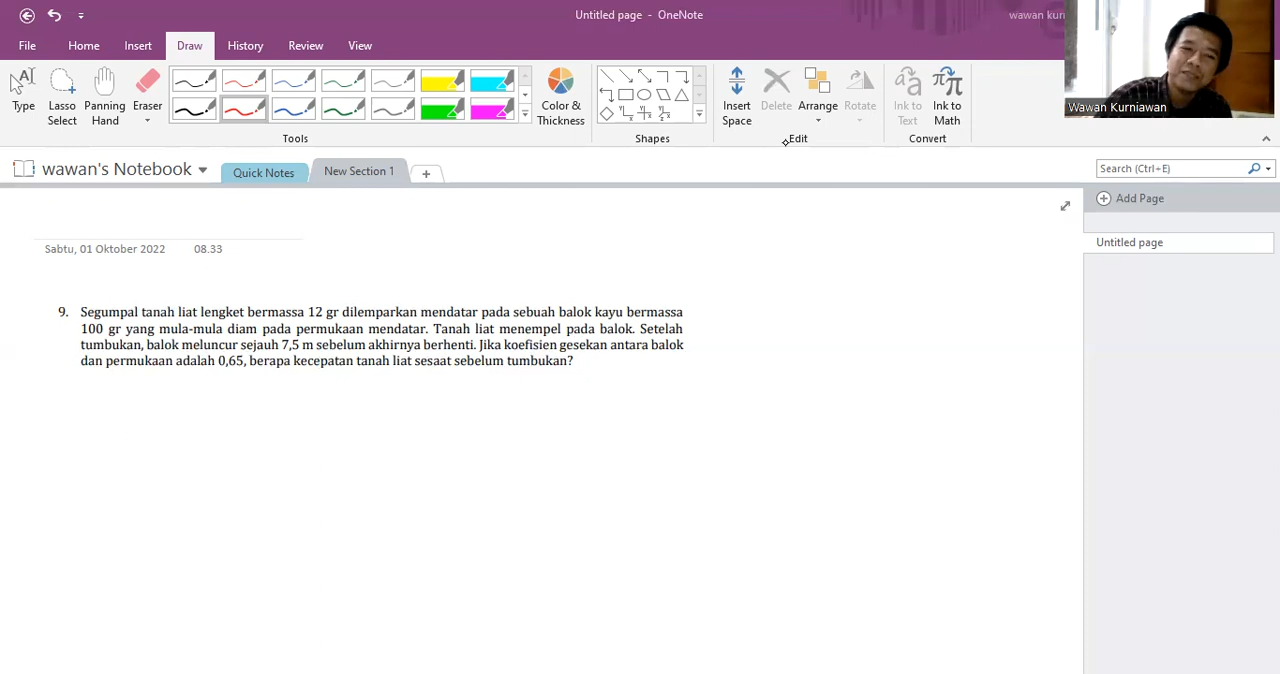 Untitled page - OneNote
wawan kurn
File Home Insert Draw History Review View
Type
Lasso Select
Panning Hand
Eraser
Color & Thickness
Insert Space
Delete
Arrange
Rotate
Ink to Text
Ink to Math
Tools
Shapes
Edit
Convert
Wawan Kurniawan
wawan's Notebook
Quick Notes
New Section 1
Search (Ctrl+E)
Add Page
Untitled page
Sabtu, 01 Oktober 2022 08.33
9. Segumpal tanah liat lengket bermassa 12 gr dilemparkan mendatar pada sebuah balok kayu bermassa
100 gr yang mula-mula diam pada permukaan mendatar. Tanah liat menempel pada balok. Setelah
tumbukan, balok meluncur sejauh 7,5 m sebelum akhirnya berhenti. Jika koefisien gesekan antara balok
dan permukaan adalah 0,65, berapa kecepatan tanah liat sesaat sebelum tumbukan?